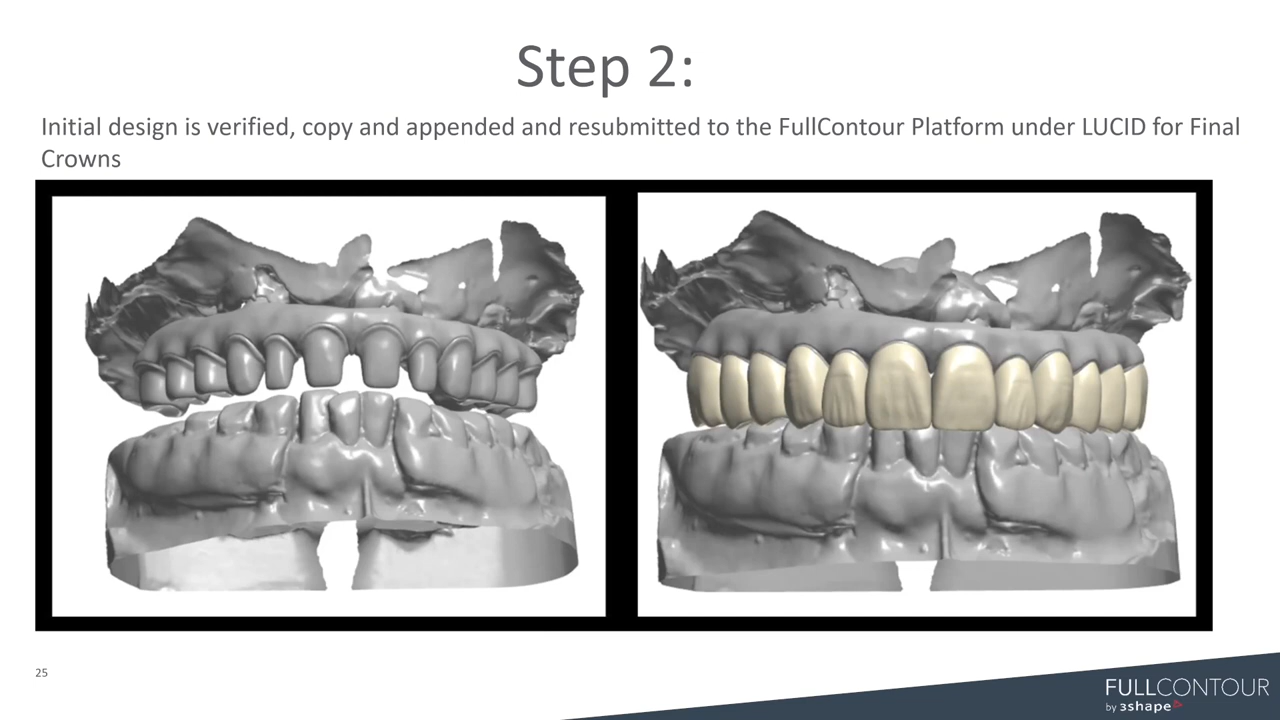 Step 2:
Initial design is verified, copy and appended and resubmitted to the FullContour Platform under LUCID for Final
Crowns
25
FULLCONTOUR
by 3shape